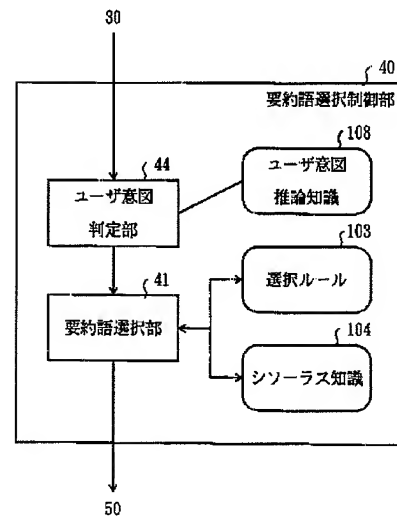 30
40
要約語選択制御部
44
ユーザ意図
判定部
108
ユーザ意図
推論知識
41
要約語選択部
103
選択ルール
104
シソーラス知識
50